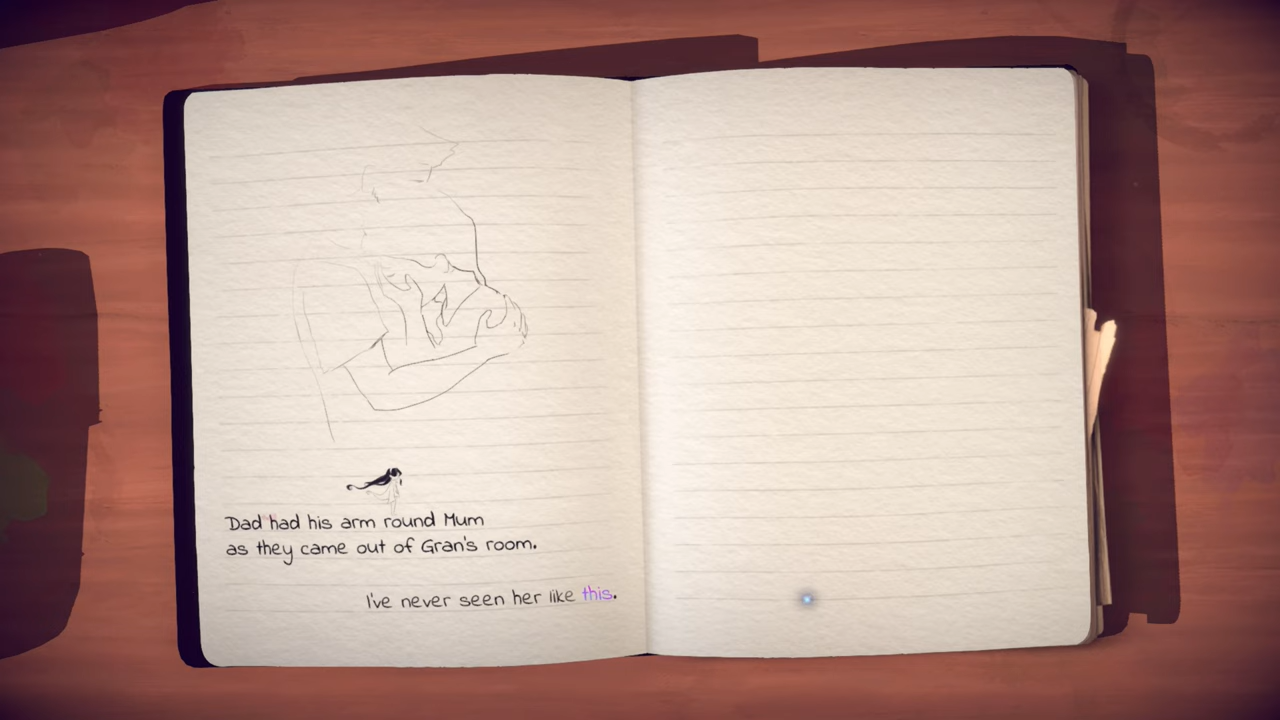 Dad had his arm round Mum
as they came out of Gran's room.
I've never seen her like this.